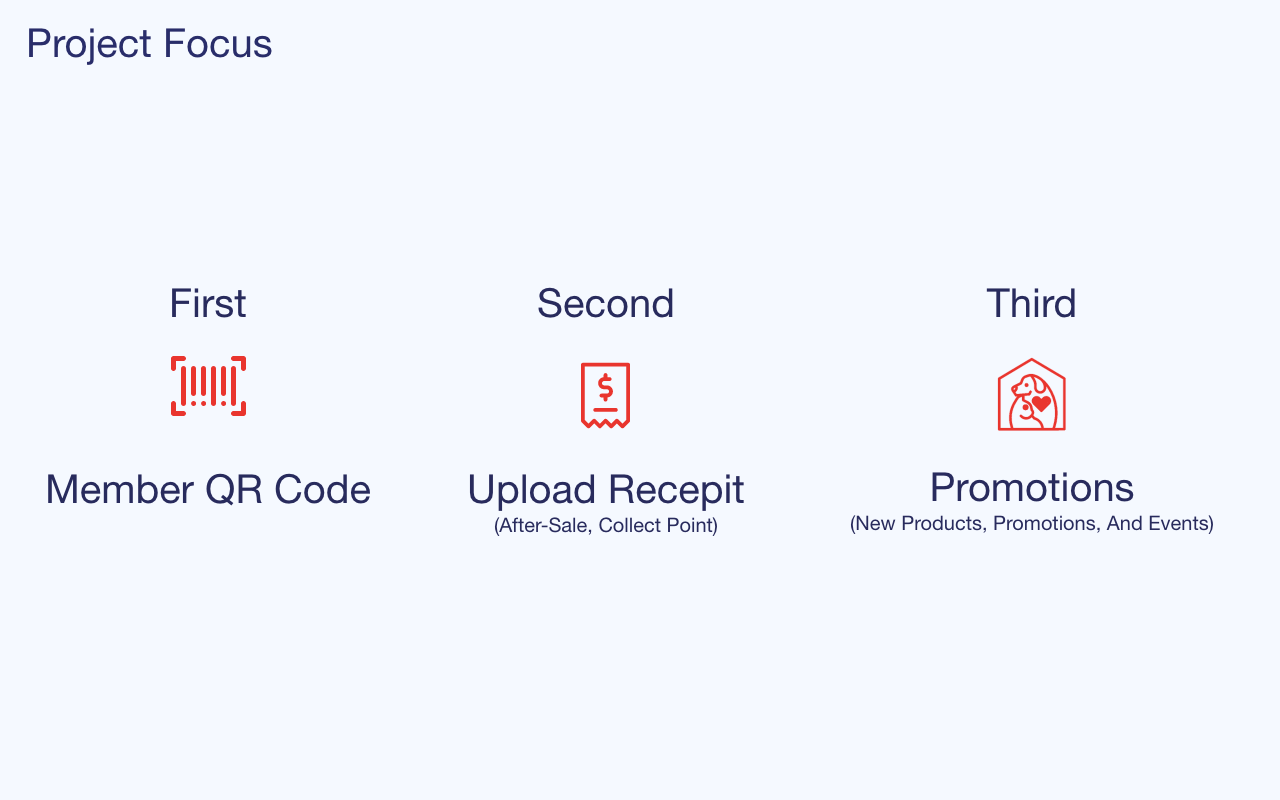 Project Focus
First
Second
Third
Member QR Code
Upload Recepit
(After-Sale, Collect Point)
Promotions
(New Products, Promotions, And Events)